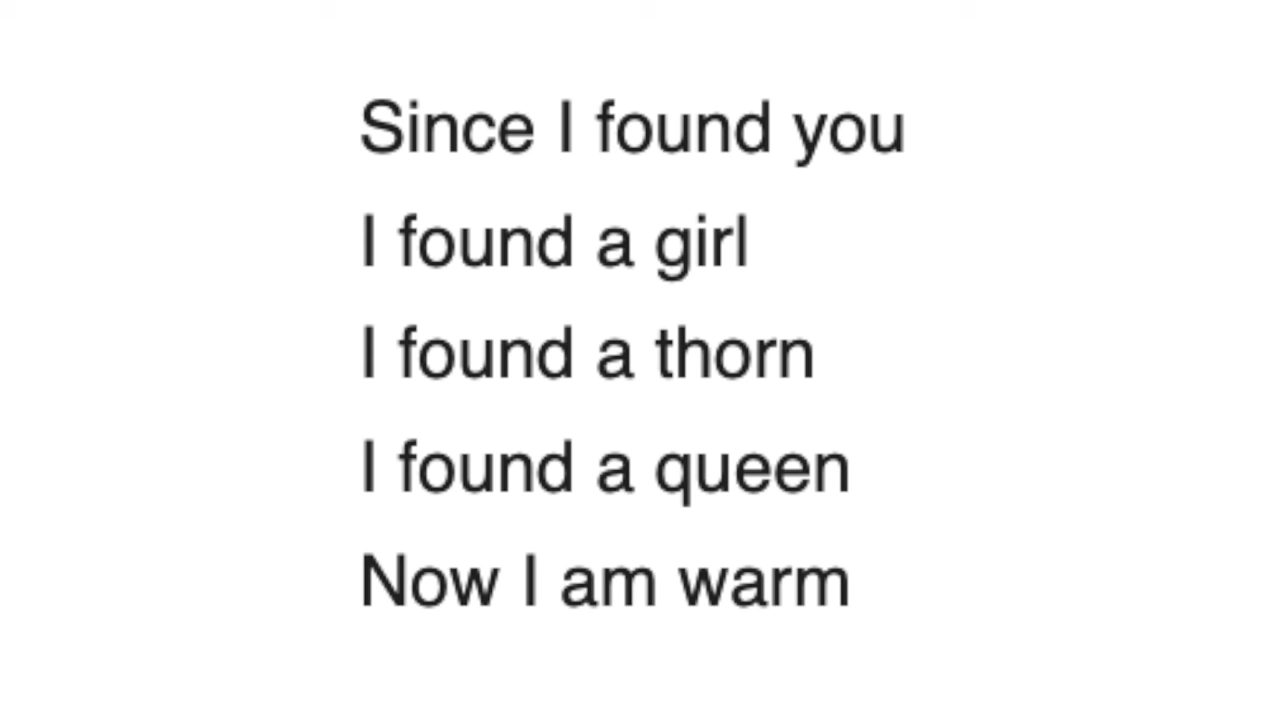 Since I found you
I found a girl
I found a thorn
I found a queen
Now I am warm